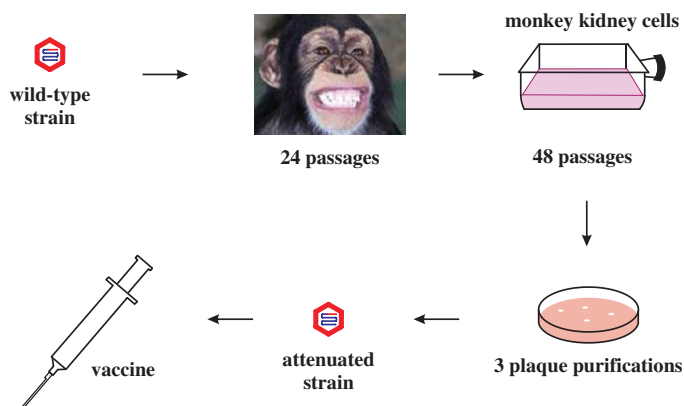 wild-type
strain
24 passages
monkey kidney cells
48 passages
3 plaque purifications
attenuated
strain
vaccine